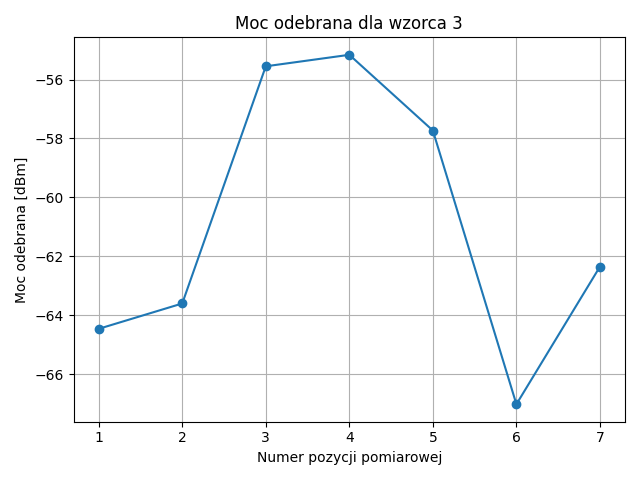 Moc odebrana dla wzorca 3
Moc odebrana [dBm]
−56
−58
−60
−62
−64
−66
1 2 3 4 5 6 7
Numer pozycji pomiarowej